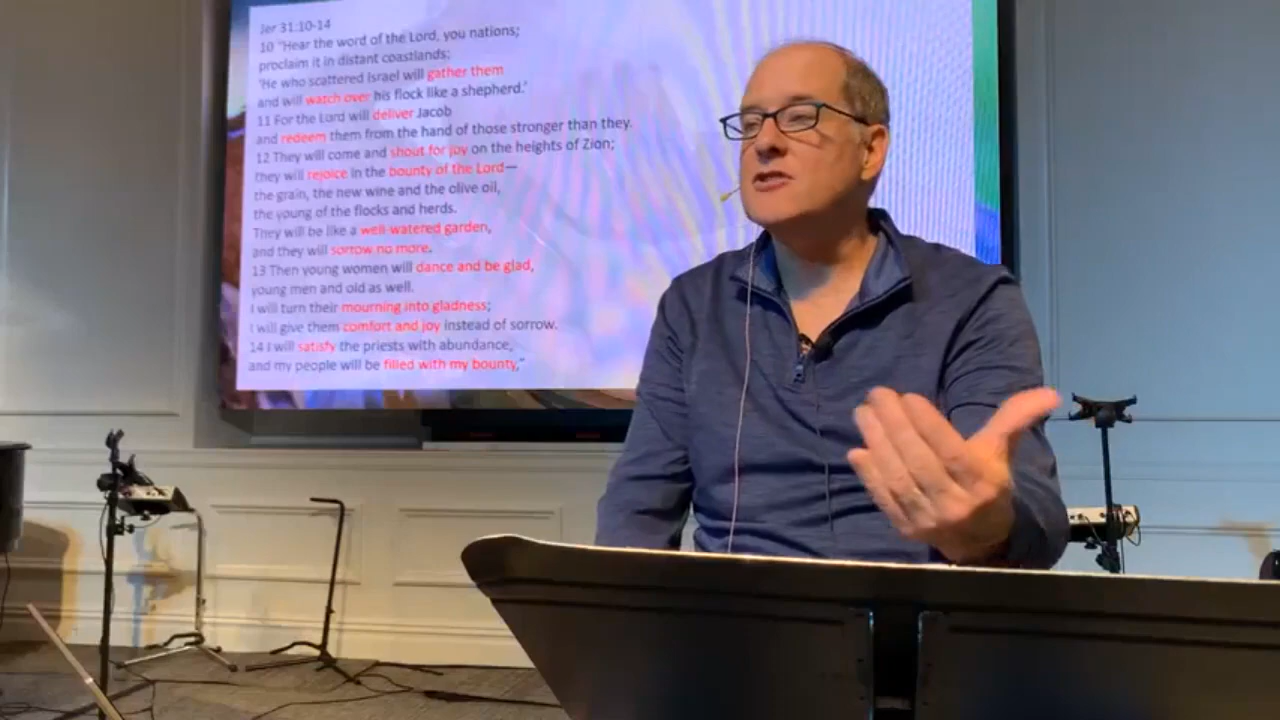 Jer 31:10-14
10 "Hear the word of the Lord, you nations;
proclaim it in distant coastlands:
'He who scattered Israel will gather them
and will watch over his flock like a shepherd.'
11 For the Lord will deliver Jacob
and redeem them from the hand of those stronger than they.
12 They will come and shout for joy on the heights of Zion;
they will rejoice in the bounty of the Lord—
the grain, the new wine and the olive oil,
the young of the flocks and herds.
They will be like a well-watered garden,
and they will sorrow no more.
13 Then young women will dance and be glad,
young men and old as well.
I will turn their mourning into gladness;
I will give them comfort and joy instead of sorrow.
14 I will satisfy the priests with abundance,
and my people will be filled with my bounty,"